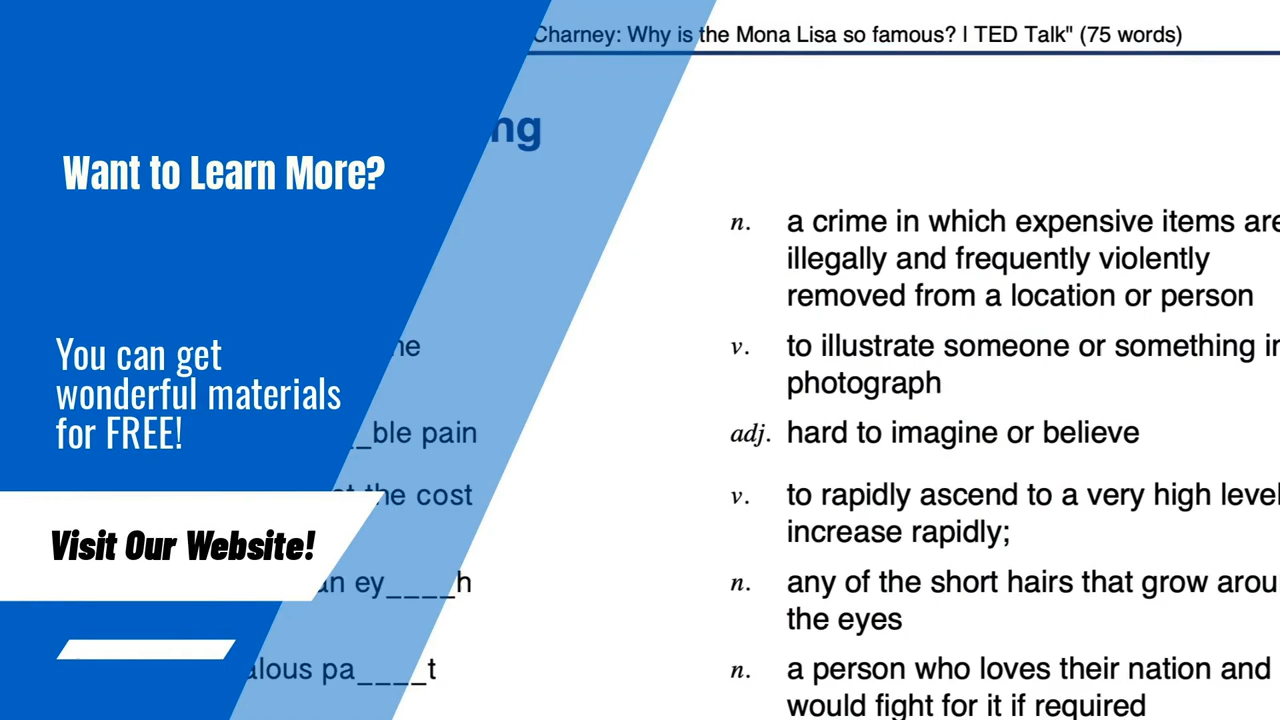 Charney: Why is the Mona Lisa so famous? | TED Talk" (75 words)
ng
Want to Learn More?
You can get
wonderful materials
for FREE!
Visit Our Website!
n. a crime in which expensive items are
illegally and frequently violently
removed from a location or person
he
v. to illustrate someone or something in
photograph
_ble pain
adj. hard to imagine or believe
the cost
v. to rapidly ascend to a very high level
increase rapidly;
an ey____h
n. any of the short hairs that grow arou
the eyes
alous pa____t
n. a person who loves their nation and
would fight for it if required